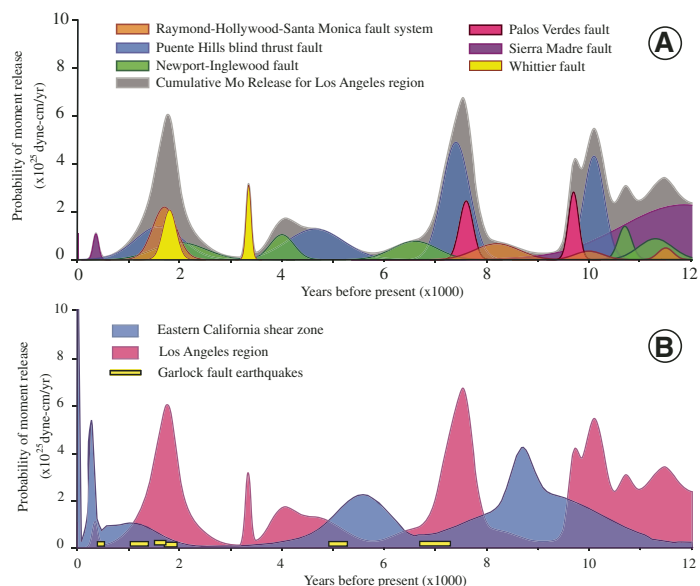 A
Raymond-Hollywood-Santa Monica fault system
Puente Hills blind thrust fault
Newport-Inglewood fault
Cumulative Mo Release for Los Angeles region
Palos Verdes fault
Sierra Madre fault
Whittier fault
Probability of moment release
(x10²⁵ dyne-cm/yr)
10
8
6
4
2
0
0 2 4 6 8 10 12
Years before present (x1000)
B
Eastern California shear zone
Los Angeles region
Garlock fault earthquakes
Probability of moment release
(x10²⁵ dyne-cm/yr)
10
8
6
4
2
0
0 2 4 6 8 10 12
Years before present (x1000)